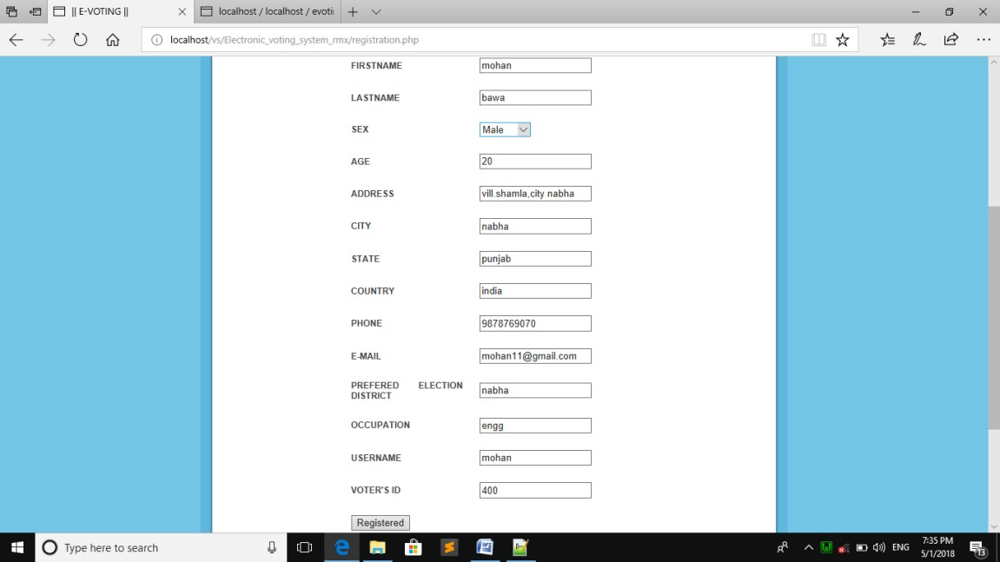 || E-VOTING ||
localhost / localhost / evoti
localhost/vs/Electronic_voting_system_rmx/registration.php
FIRSTNAME mohan
LASTNAME bawa
SEX Male
AGE 20
ADDRESS vill.shamla,city nabha
CITY nabha
STATE punjab
COUNTRY india
PHONE 9878769070
E-MAIL mohan11@gmail.com
PREFERED ELECTION
DISTRICT nabha
OCCUPATION engg
USERNAME mohan
VOTER'S ID 400
Registered
Type here to search
ENG
7:35 PM
5/1/2018
13